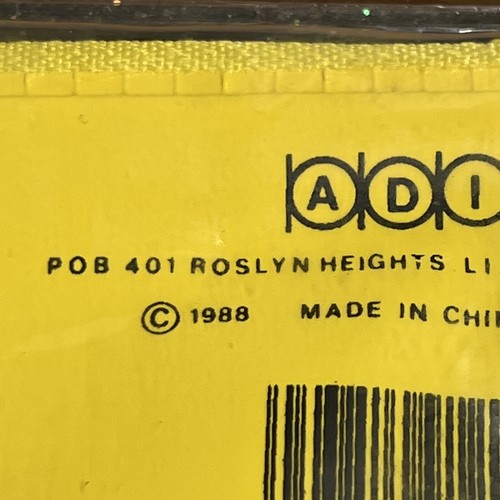 ADI
POB 401 ROSLYN HEIGHTS LI
© 1988 MADE IN